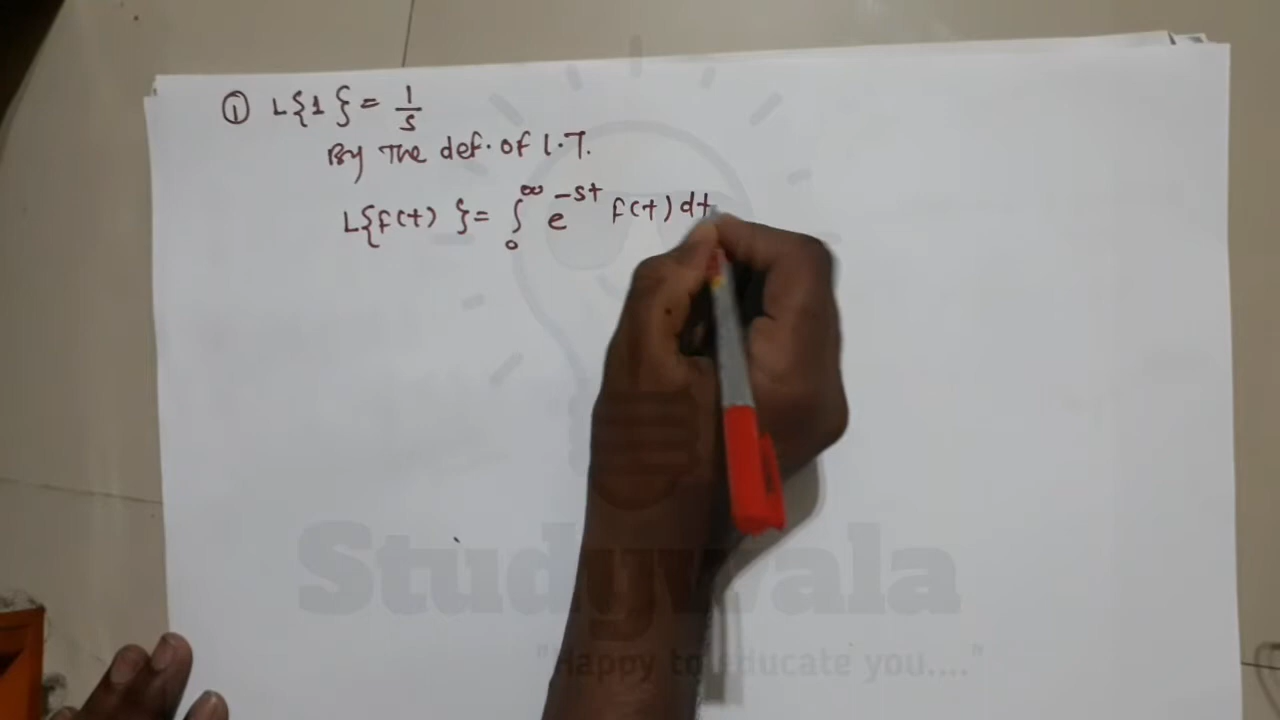 ① L{1} = 1/s
By The def. of L.T.
L{f(t)} = ∫₀^∞ e^{-st} f(t) dt
Studywala
"Happy to educate you...."